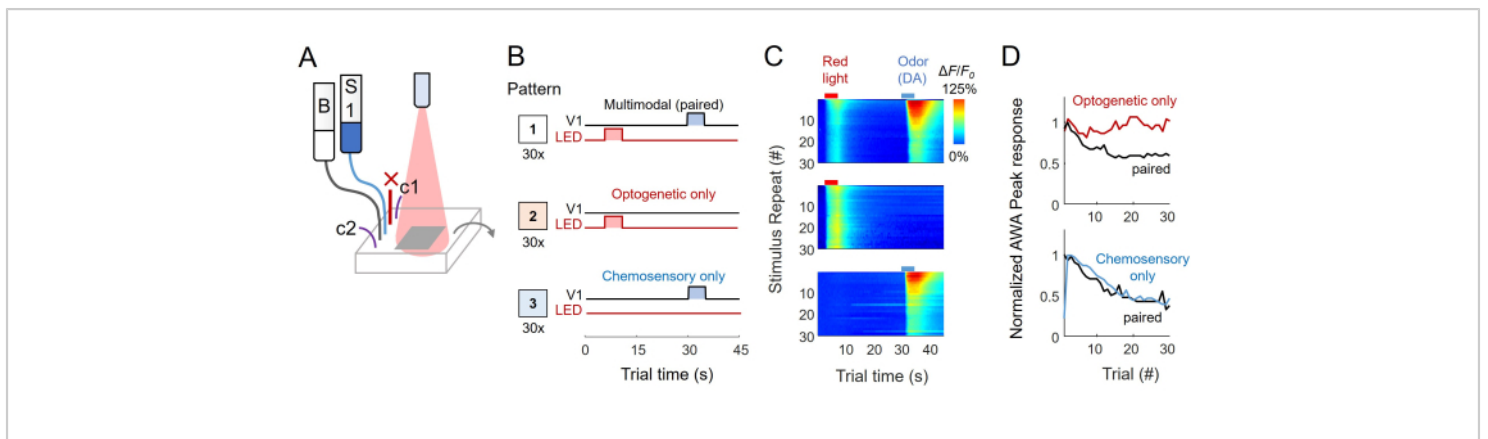 A
B
S
1
×
c1
c2
B
Pattern
1
30x
V1
LED
Multimodal (paired)
2
30x
V1
LED
Optogenetic only
3
30x
V1
LED
Chemosensory only
0 15 30 45
Trial time (s)
C
Red
light
Odor
(DA)
ΔF/F0
125%
0%
Stimulus Repeat (#)
10
20
30
10
20
30
10
20
30
10 20 30 40
Trial time (s)
D
Normalized AWA Peak response
Optogenetic only
paired
1
0.5
0
10 20 30
Chemosensory
only
paired
1
0.5
0
10 20 30
Trial (#)